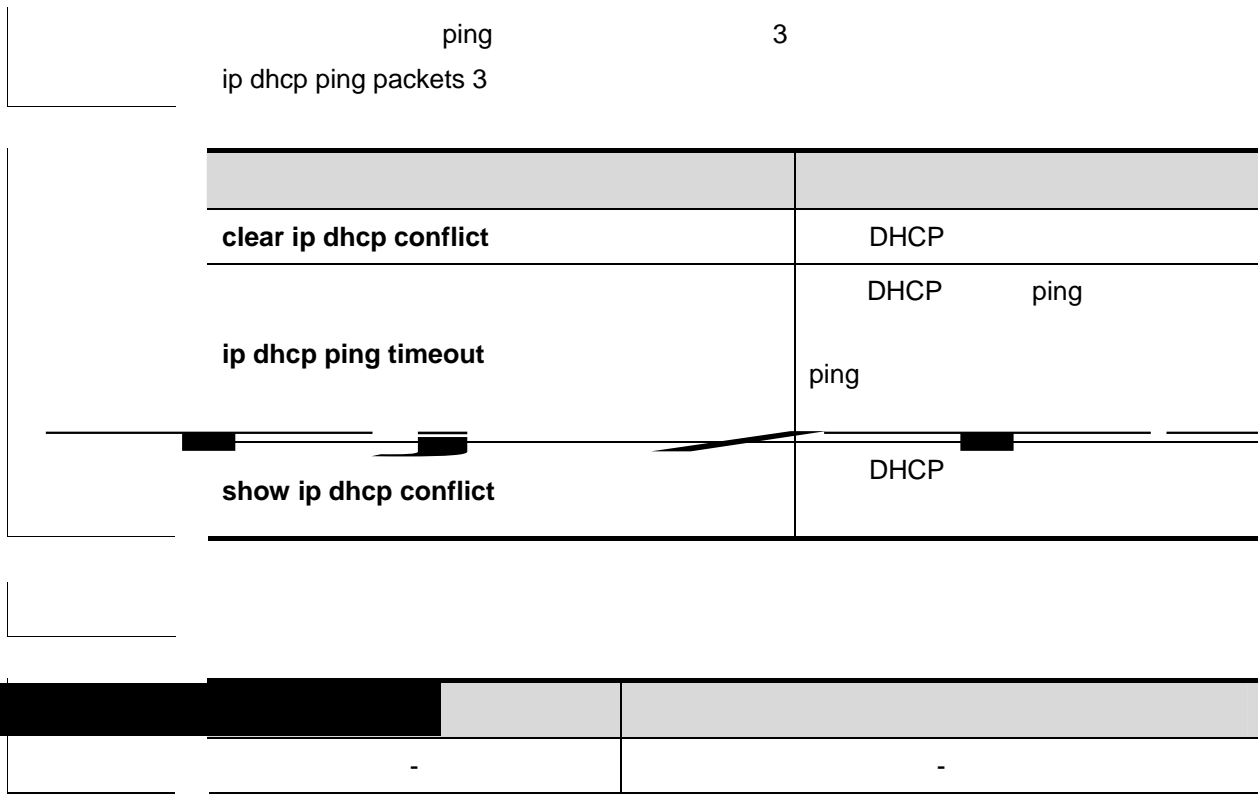 ping 3
ip dhcp ping packets 3
clear ip dhcp conflict DHCP
DHCP ping
ip dhcp ping timeout
ping
show ip dhcp conflict DHCP
- -